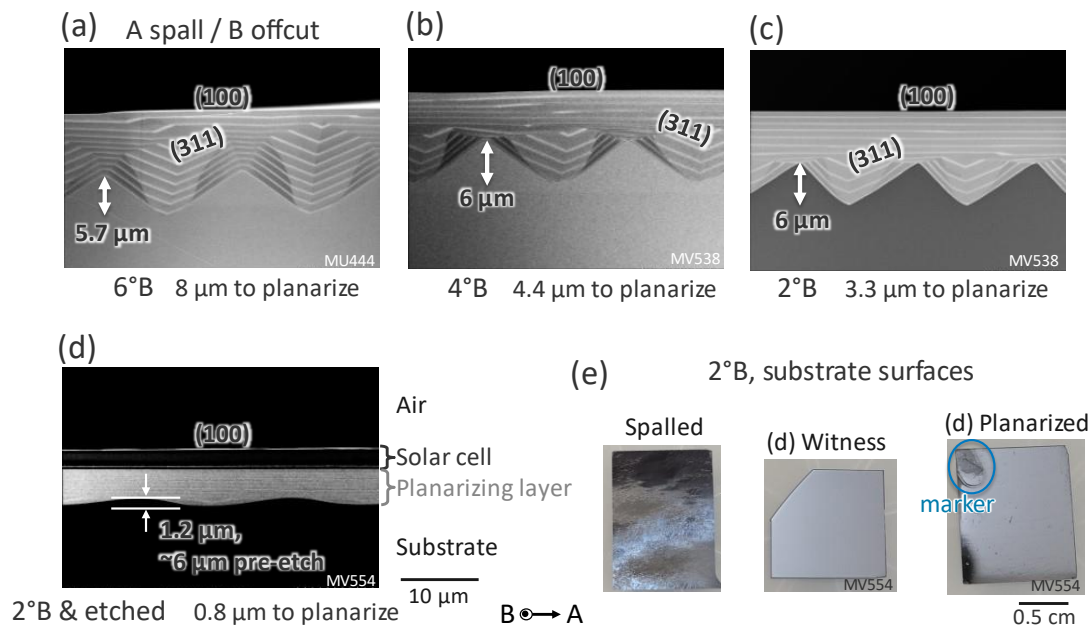 (a) A spall / B offcut
(100)
(311)
5.7 µm
MU444
6°B 8 µm to planarize
(b)
(100)
(311)
6 µm
MV538
4°B 4.4 µm to planarize
(c)
(100)
(311)
6 µm
MV538
2°B 3.3 µm to planarize
(d)
(100)
1.2 µm,
~6 µm pre-etch
MV554
Air
Solar cell
Planarizing layer
Substrate
10 µm
2°B & etched 0.8 µm to planarize
B A
(e) 2°B, substrate surfaces
Spalled
(d) Witness
MV554
(d) Planarized
marker
MV554
0.5 cm